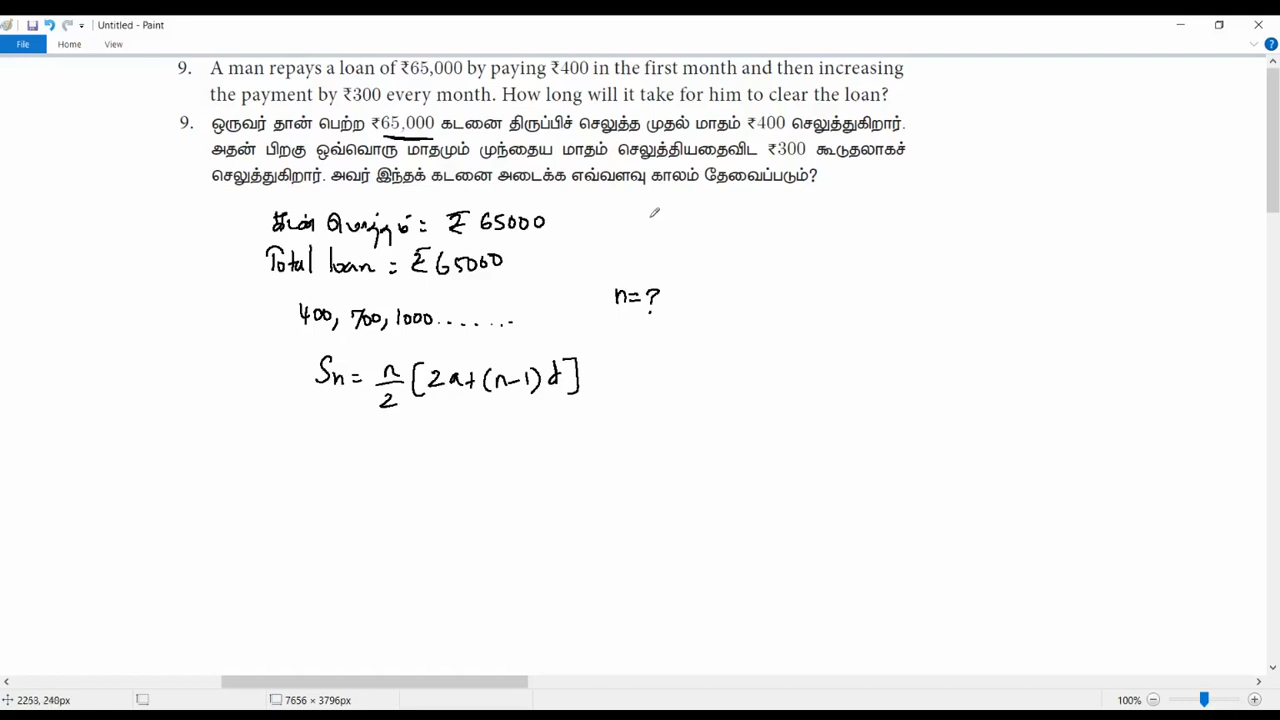 Untitled - Paint
File Home View
9. A man repays a loan of ₹65,000 by paying ₹400 in the first month and then increasing
the payment by ₹300 every month. How long will it take for him to clear the loan?
9. ஒருவர் தான் பெற்ற ₹65,000 கடனை திருப்பிச் செலுத்த முதல் மாதம் ₹400 செலுத்துகிறார்.
அதன் பிறகு ஒவ்வொரு மாதமும் முந்தைய மாதம் செலுத்தியதைவிட ₹300 கூடுதலாகச்
செலுத்துகிறார். அவர் இந்தக் கடனை அடைக்க எவ்வளவு காலம் தேவைப்படும்?
கடன் மொத்தம் : ₹ 65000
Total loan : ₹65000
n=?
400, 700, 1000.......
Sn = n/2 [2a+(n-1)d]
2253, 240px
7656 × 3796px
100%